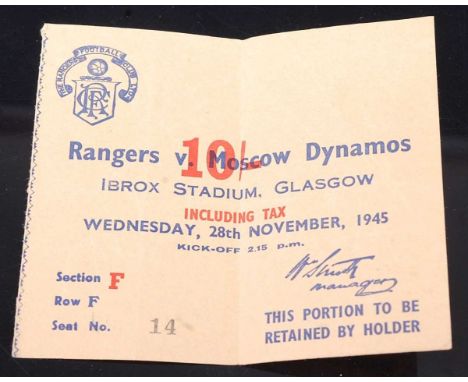 THE RANGERS FOOTBALL CLUB LTD.
RFC
Rangers v. Moscow Dynamos
10/-
IBROX STADIUM, GLASGOW
INCLUDING TAX
WEDNESDAY, 28th NOVEMBER, 1945
KICK-OFF 2.15 p.m.
Section F
Wm Struth
Row F
manager
Seat No. 14
THIS PORTION TO BE
RETAINED BY HOLDER